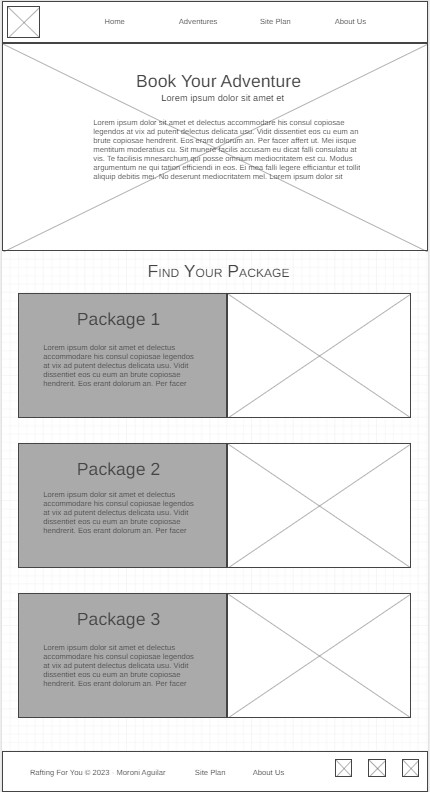 Home Adventures Site Plan About Us
Book Your Adventure
Lorem ipsum dolor sit amet et
Lorem ipsum dolor sit amet et putent accommodare his consul copiosae
legendos at vix ad putent delectus delicata usu. Vidit dissentiet eos cu eum an
brute copiosae hendrerit. Eos erant dolorum an. Per facer affert ut. Mei iisque
mentitum moderatius cu. Sit munere facilis accusam eu dicat falli consulatu at
vis. Te facilisis mnesarchum qui posse omnium mediocritatem est cu. Modus
argumentum ne qui tation efficiendi in eos. Ei mea falli legere efficiantur et tollit
aliquip debitis mei. No deserunt mediocritatem mel. Lorem ipsum dolor sit
Find Your Package
Package 1
Lorem ipsum dolor sit amet et delectus
accommodare his consul copiosae legendos
at vix ad putent delectus delicata usu. Vidit
dissentiet eos cu eum an brute copiosae
hendrerit. Eos erant dolorum an. Per facer
Package 2
Lorem ipsum dolor sit amet et delectus
accommodare his consul copiosae legendos
at vix ad putent delectus delicata usu. Vidit
dissentiet eos cu eum an brute copiosae
hendrerit. Eos erant dolorum an. Per facer
Package 3
Lorem ipsum dolor sit amet et delectus
accommodare his consul copiosae legendos
at vix ad putent delectus delicata usu. Vidit
dissentiet eos cu eum an brute copiosae
hendrerit. Eos erant dolorum an. Per facer
Rafting For You © 2023 Moroni Aguilar Site Plan About Us